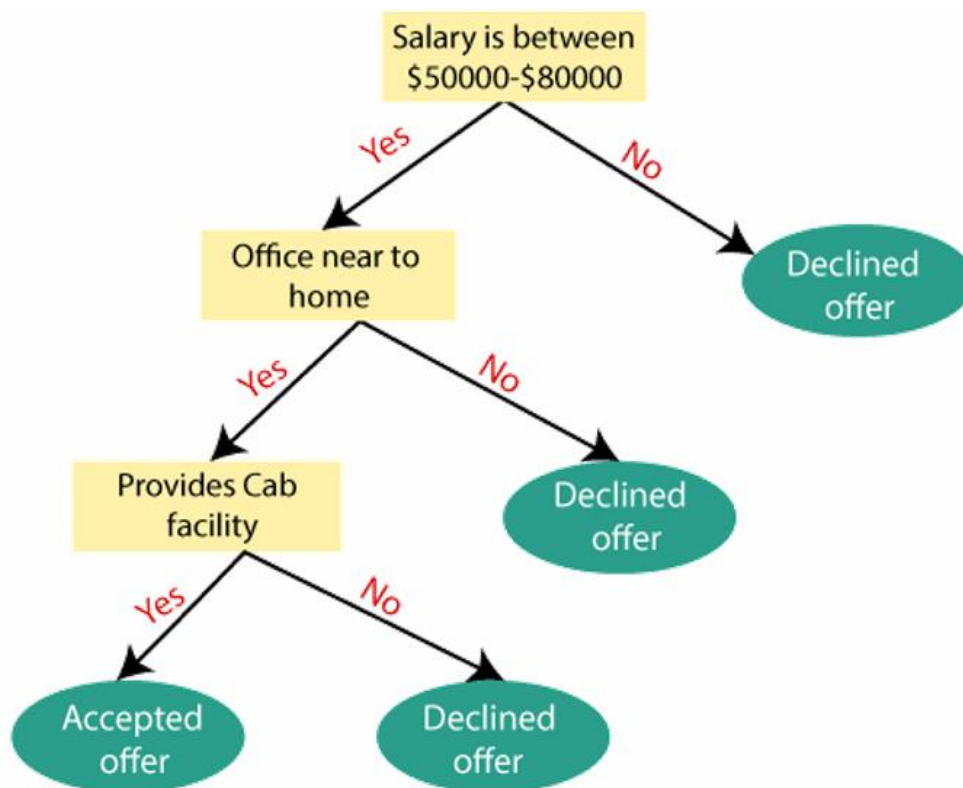 Salary is between
$50000-$80000
Yes
No
Office near to
home
Declined
offer
Yes
No
Provides Cab
facility
Declined
offer
Yes
No
Accepted
offer
Declined
offer